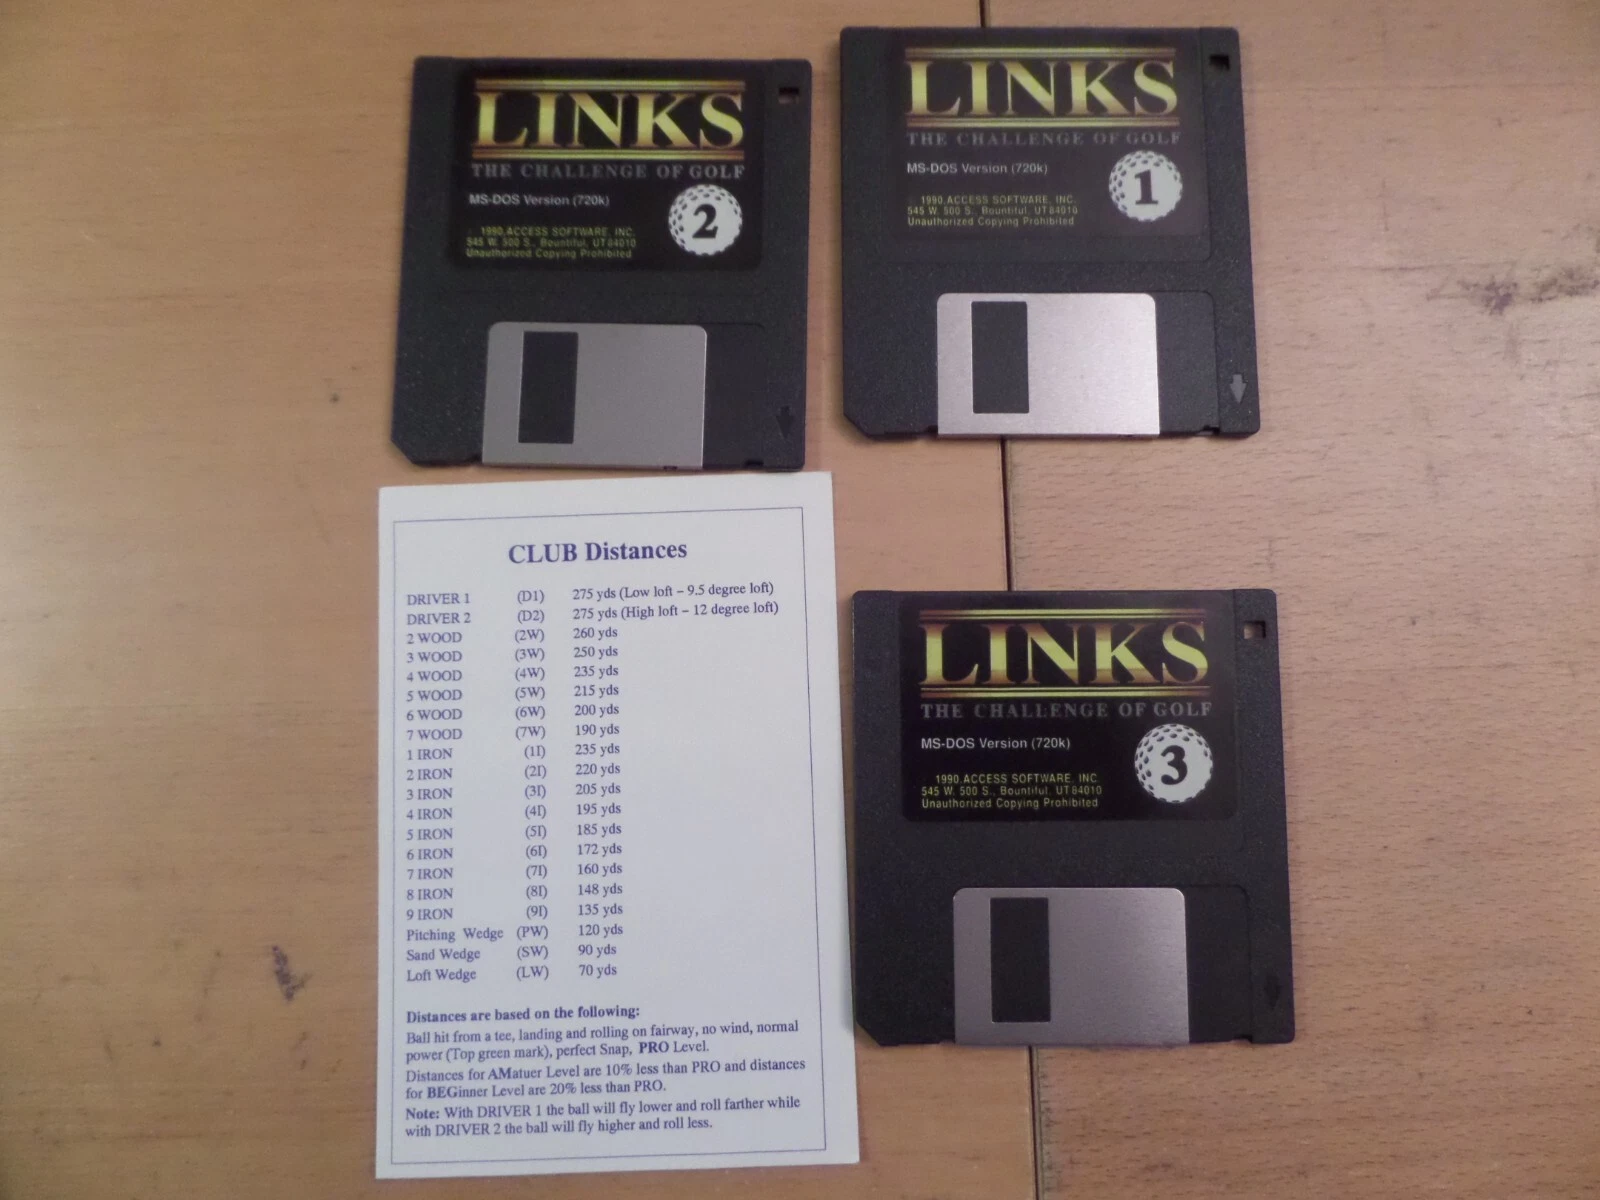 LINKS
THE CHALLENGE OF GOLF
MS-DOS Version (720k)
2
1990, ACCESS SOFTWARE, INC.
545 W. 500 S., Bountiful, UT 84010
Unauthorized Copying Prohibited
LINKS
THE CHALLENGE OF GOLF
MS-DOS Version (720k)
1
1990, ACCESS SOFTWARE, INC.
545 W. 500 S., Bountiful, UT 84010
Unauthorized Copying Prohibited
CLUB Distances
DRIVER 1 (D1) 275 yds (Low loft – 9.5 degree loft)
DRIVER 2 (D2) 275 yds (High loft – 12 degree loft)
2 WOOD (2W) 260 yds
3 WOOD (3W) 250 yds
4 WOOD (4W) 235 yds
5 WOOD (5W) 215 yds
6 WOOD (6W) 200 yds
7 WOOD (7W) 190 yds
1 IRON (1I) 235 yds
2 IRON (2I) 220 yds
3 IRON (3I) 205 yds
4 IRON (4I) 195 yds
5 IRON (5I) 185 yds
6 IRON (6I) 172 yds
7 IRON (7I) 160 yds
8 IRON (8I) 148 yds
9 IRON (9I) 135 yds
Pitching Wedge (PW) 120 yds
Sand Wedge (SW) 90 yds
Loft Wedge (LW) 70 yds
Distances are based on the following:
Ball hit from a tee, landing and rolling on fairway, no wind, normal
power (Top green mark), perfect Snap, PRO Level.
Distances for AMatuer Level are 10% less than PRO and distances
for BEGinner Level are 20% less than PRO.
Note: With DRIVER 1 the ball will fly lower and roll farther while
with DRIVER 2 the ball will fly higher and roll less.
LINKS
THE CHALLENGE OF GOLF
MS-DOS Version (720k)
3
1990, ACCESS SOFTWARE, INC.
545 W. 500 S., Bountiful, UT 84010
Unauthorized Copying Prohibited